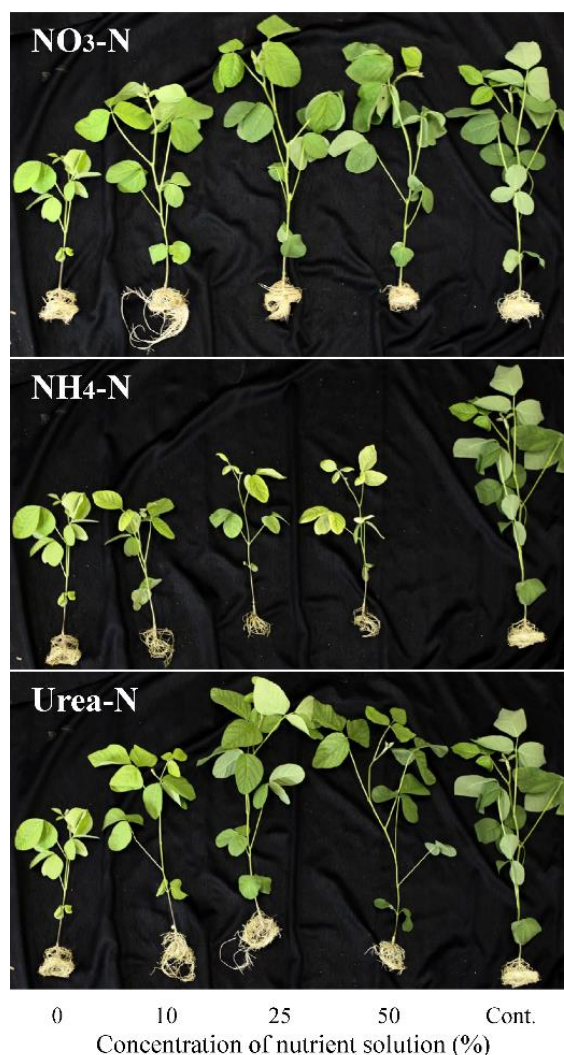 NO3-N
NH4-N
Urea-N
0 10 25 50 Cont.
Concentration of nutrient solution (%)